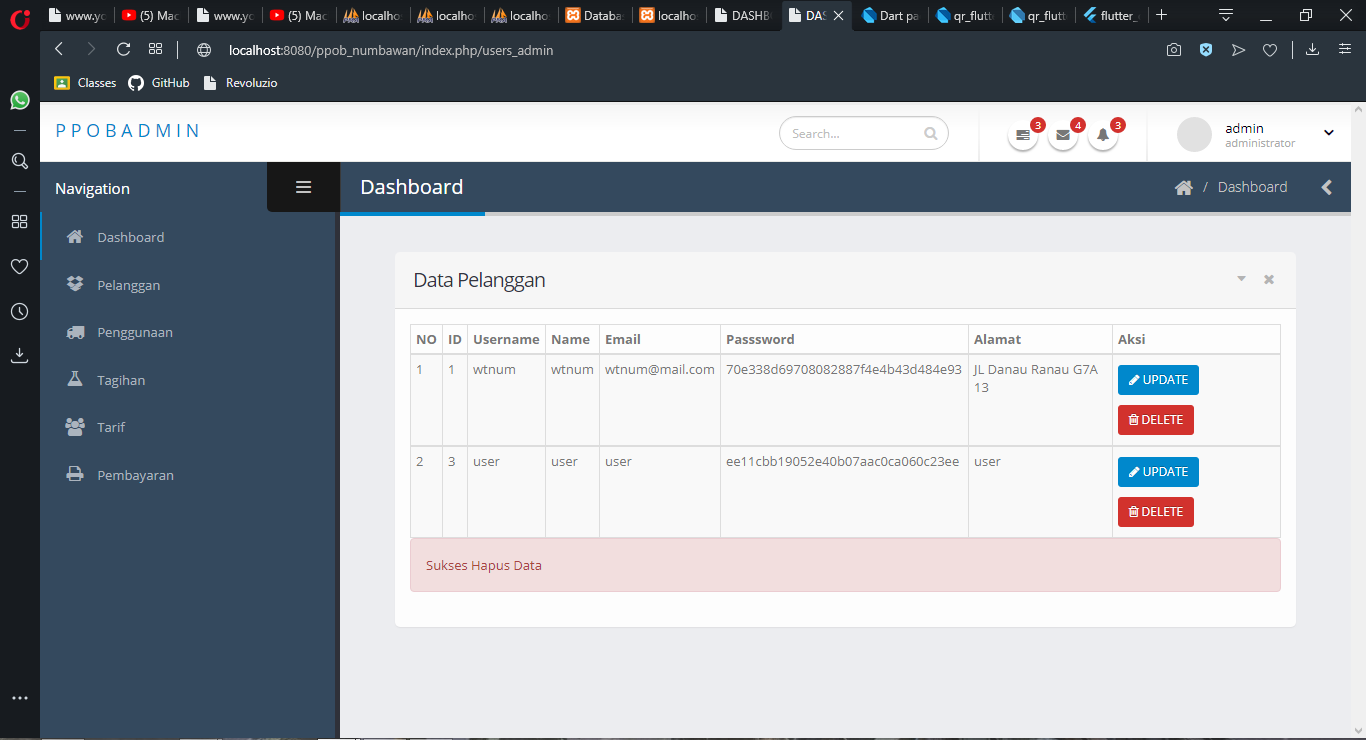 www.yc
(5) Mac
www.yc
(5) Mac
localho
localho
localho
Databa
localho
DASHB
DAS
Dart pa
qr_flutt
qr_flutt
flutter_
localhost:8080/ppob_numbawan/index.php/users_admin
Classes
GitHub
Revoluzio
PPOBADMIN
Search...
3
4
3
admin
administrator
Navigation
Dashboard
/ Dashboard
Dashboard
Pelanggan
Penggunaan
Tagihan
Tarif
Pembayaran
Data Pelanggan
NO ID Username Name Email Passsword Alamat Aksi
1 1 wtnum wtnum wtnum@mail.com 70e338d69708082887f4e4b43d484e93 JL Danau Ranau G7A
13
UPDATE
DELETE
2 3 user user user ee11cbb19052e40b07aac0ca060c23ee user
UPDATE
DELETE
Sukses Hapus Data